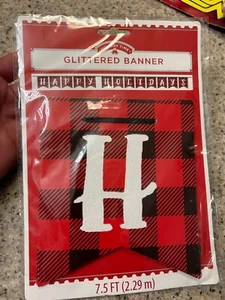 GLITTERED BANNER
HAPPY HOLIDAYS
H
7.5 FT (2.29 m)